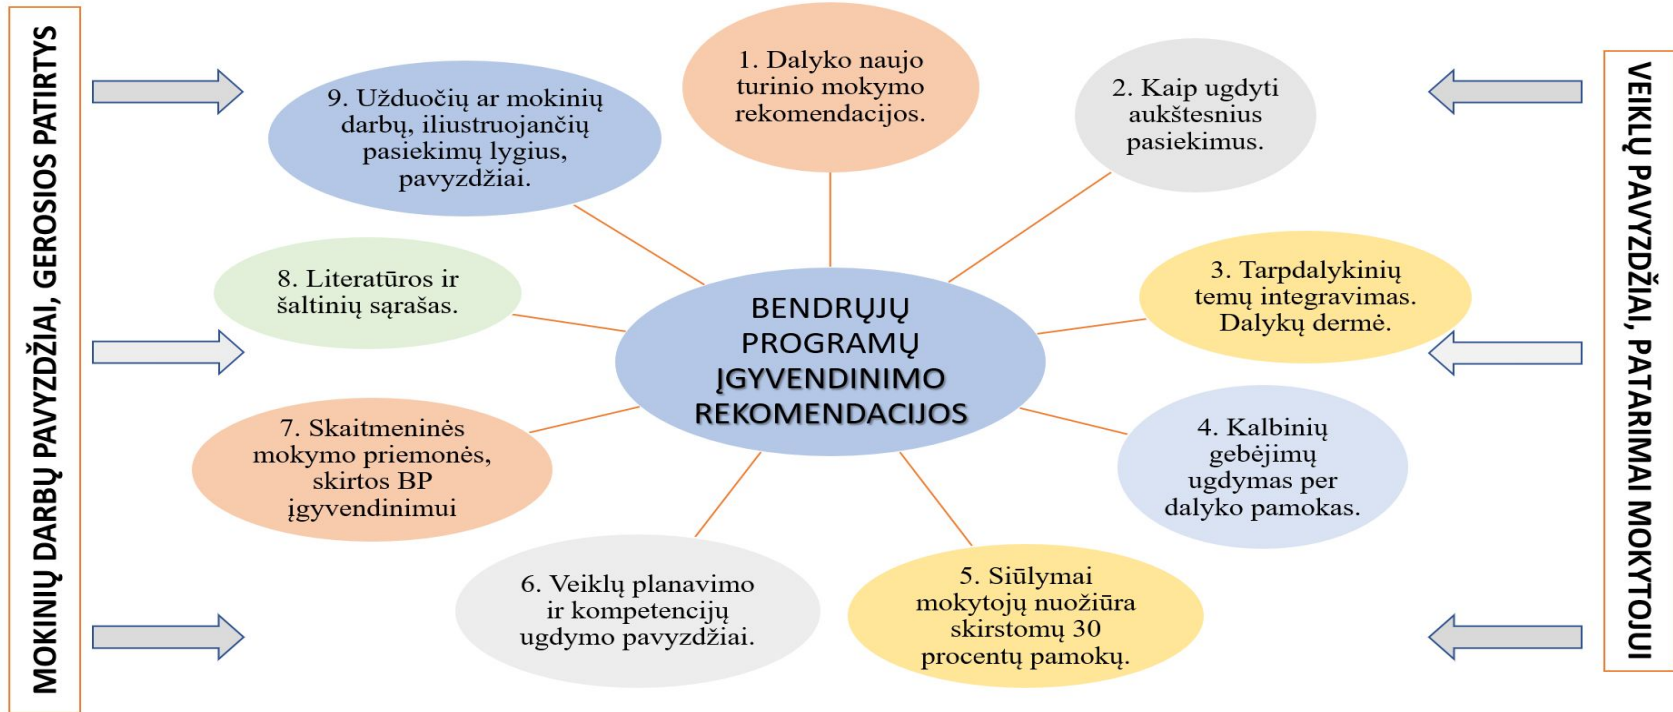 MOKINIŲ DARBŲ PAVYZDŽIAI, GEROSIOS PATIRTYS
1. Dalyko naujo
turinio mokymo
rekomendacijos.
2. Kaip ugdyti
aukštesnius
pasiekimus.
3. Tarpdalykinių
temų integravimas.
Dalykų dermė.
4. Kalbinių
gebėjimų
ugdymas per
dalyko pamokas.
5. Siūlymai
mokytojų nuožiūra
skirstomų 30
procentų pamokų.
6. Veiklų planavimo
ir kompetencijų
ugdymo pavyzdžiai.
7. Skaitmeninės
mokymo priemonės,
skirtos BP
įgyvendinimui
8. Literatūros ir
šaltinių sąrašas.
9. Užduočių ar mokinių
darbų, iliustruojančių
pasiekimų lygius,
pavyzdžiai.
BENDRŲJŲ
PROGRAMŲ
ĮGYVENDINIMO
REKOMENDACIJOS
VEIKLŲ PAVYZDŽIAI, PATARIMAI MOKYTOJUI